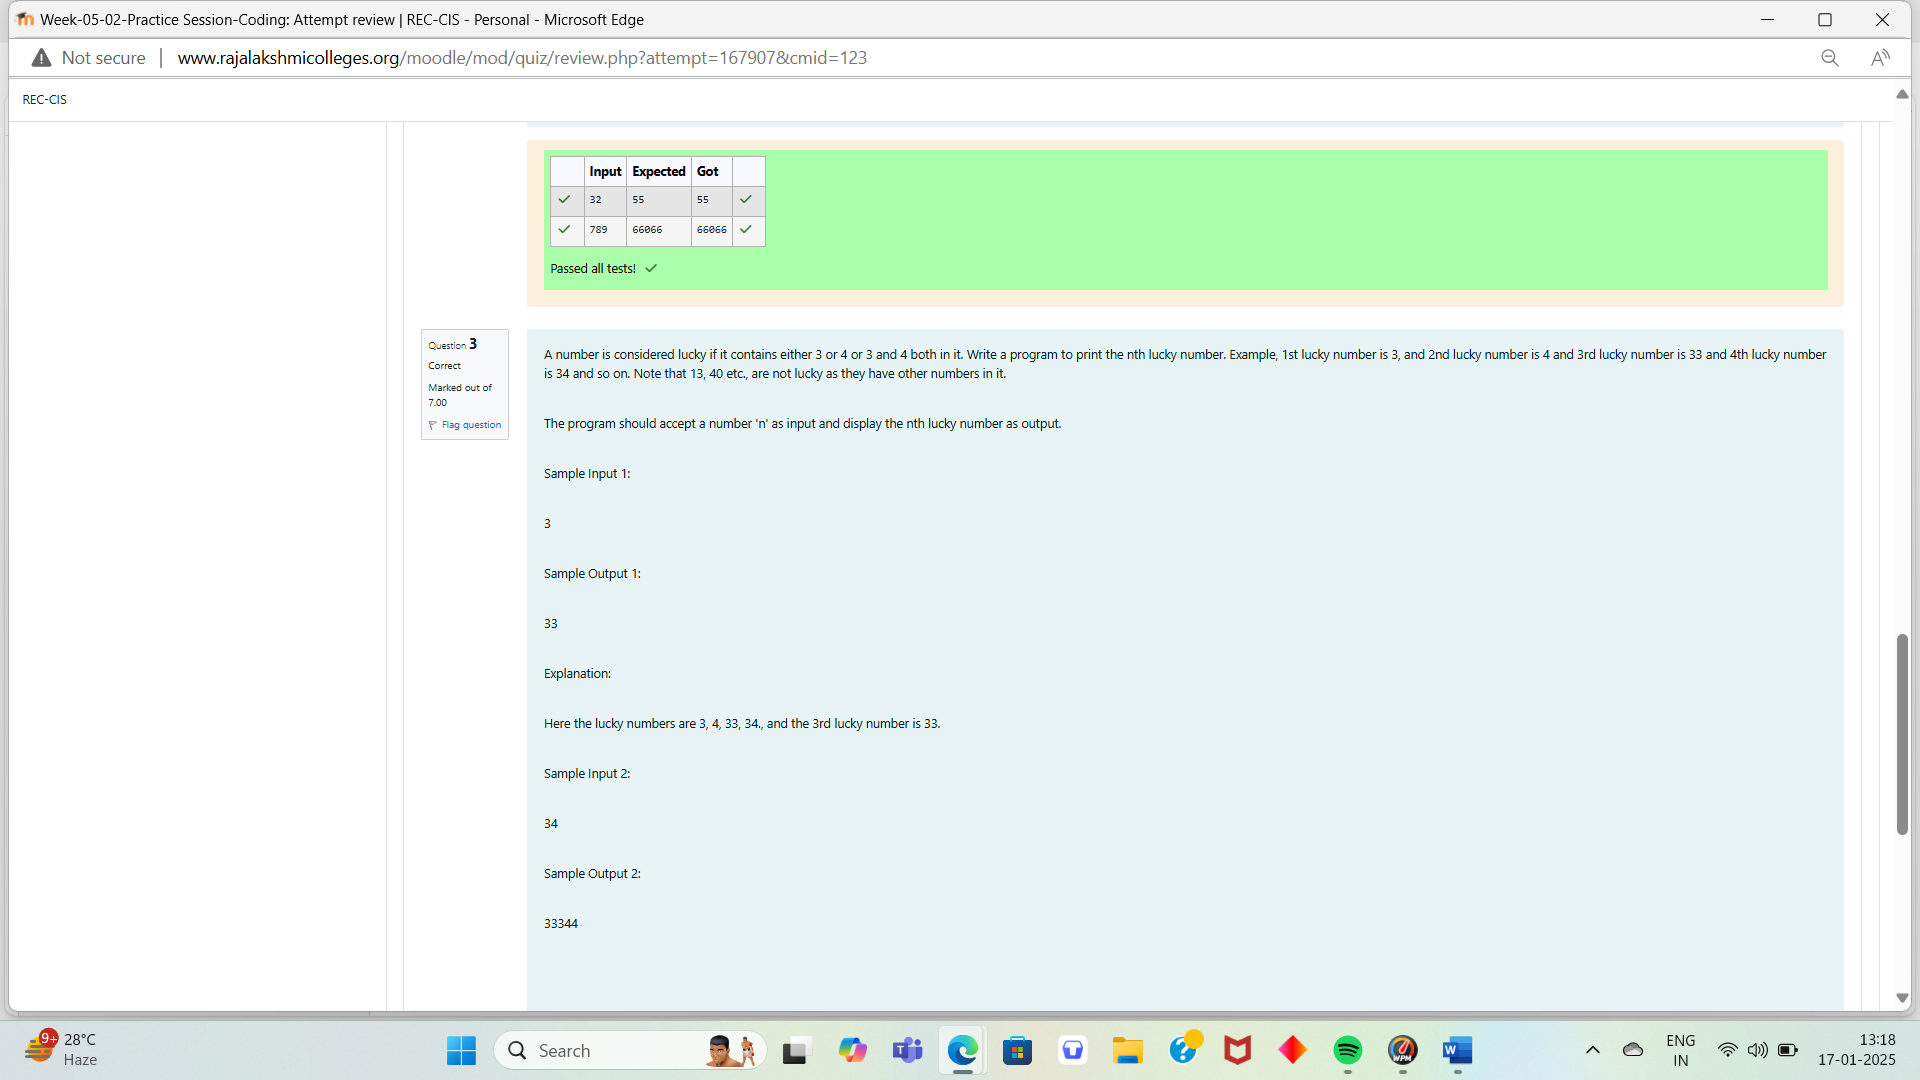 Week-05-02-Practice Session-Coding: Attempt review | REC-CIS - Personal - Microsoft Edge
Not secure | www.rajalakshmicolleges.org/moodle/mod/quiz/review.php?attempt=167907&cmid=123
REC-CIS
Input Expected Got
32 55 55
789 66066 66066
Passed all tests!
Question 3
Correct
Marked out of
7.00
Flag question
A number is considered lucky if it contains either 3 or 4 or 3 and 4 both in it. Write a program to print the nth lucky number. Example, 1st lucky number is 3, and 2nd lucky number is 4 and 3rd lucky number is 33 and 4th lucky number
is 34 and so on. Note that 13, 40 etc., are not lucky as they have other numbers in it.
The program should accept a number 'n' as input and display the nth lucky number as output.
Sample Input 1:
3
Sample Output 1:
33
Explanation:
Here the lucky numbers are 3, 4, 33, 34., and the 3rd lucky number is 33.
Sample Input 2:
34
Sample Output 2:
33344
9+
28°C
Haze
Search
WPM
ENG
IN
13:18
17-01-2025